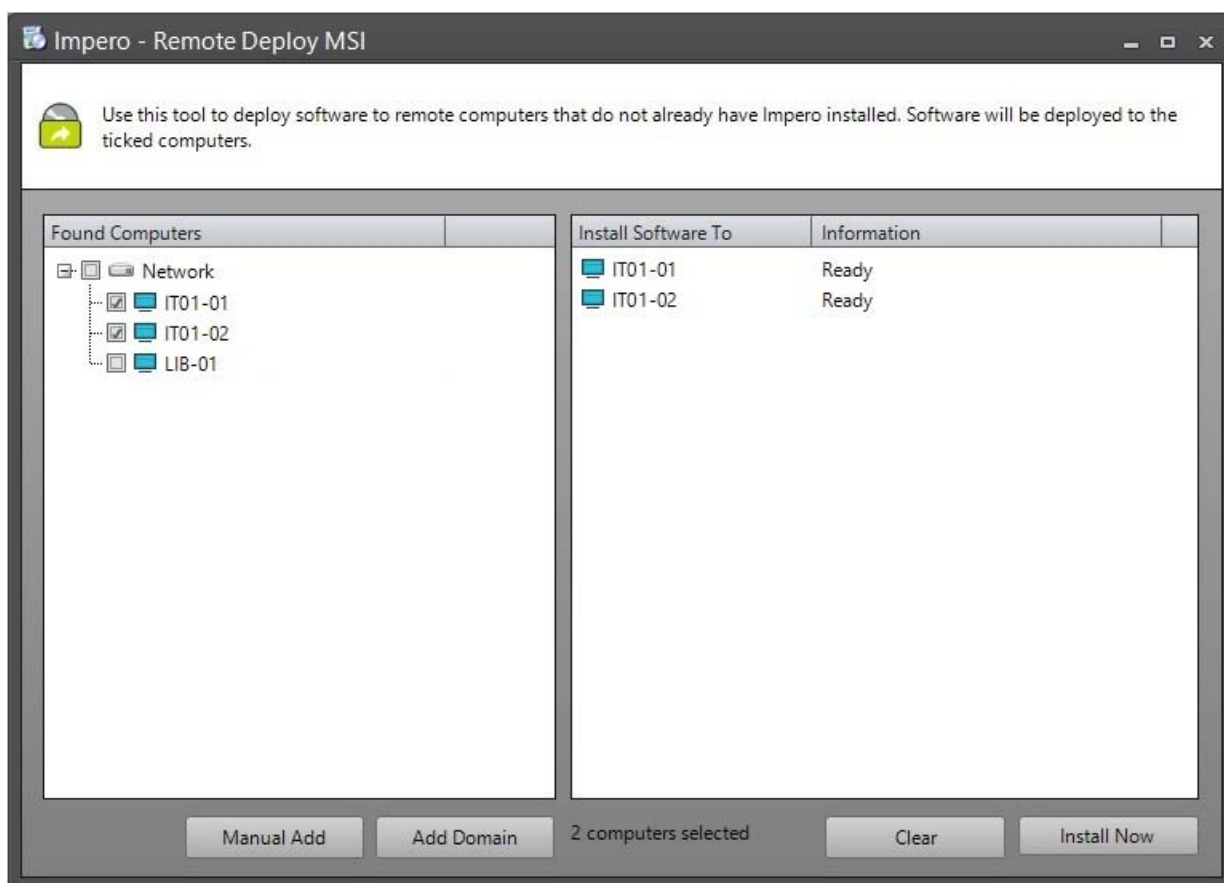 Impero - Remote Deploy MSI
Use this tool to deploy software to remote computers that do not already have Impero installed. Software will be deployed to the
ticked computers.
Found Computers
Network
IT01-01
IT01-02
LIB-01
Install Software To Information
IT01-01 Ready
IT01-02 Ready
Manual Add Add Domain 2 computers selected Clear Install Now